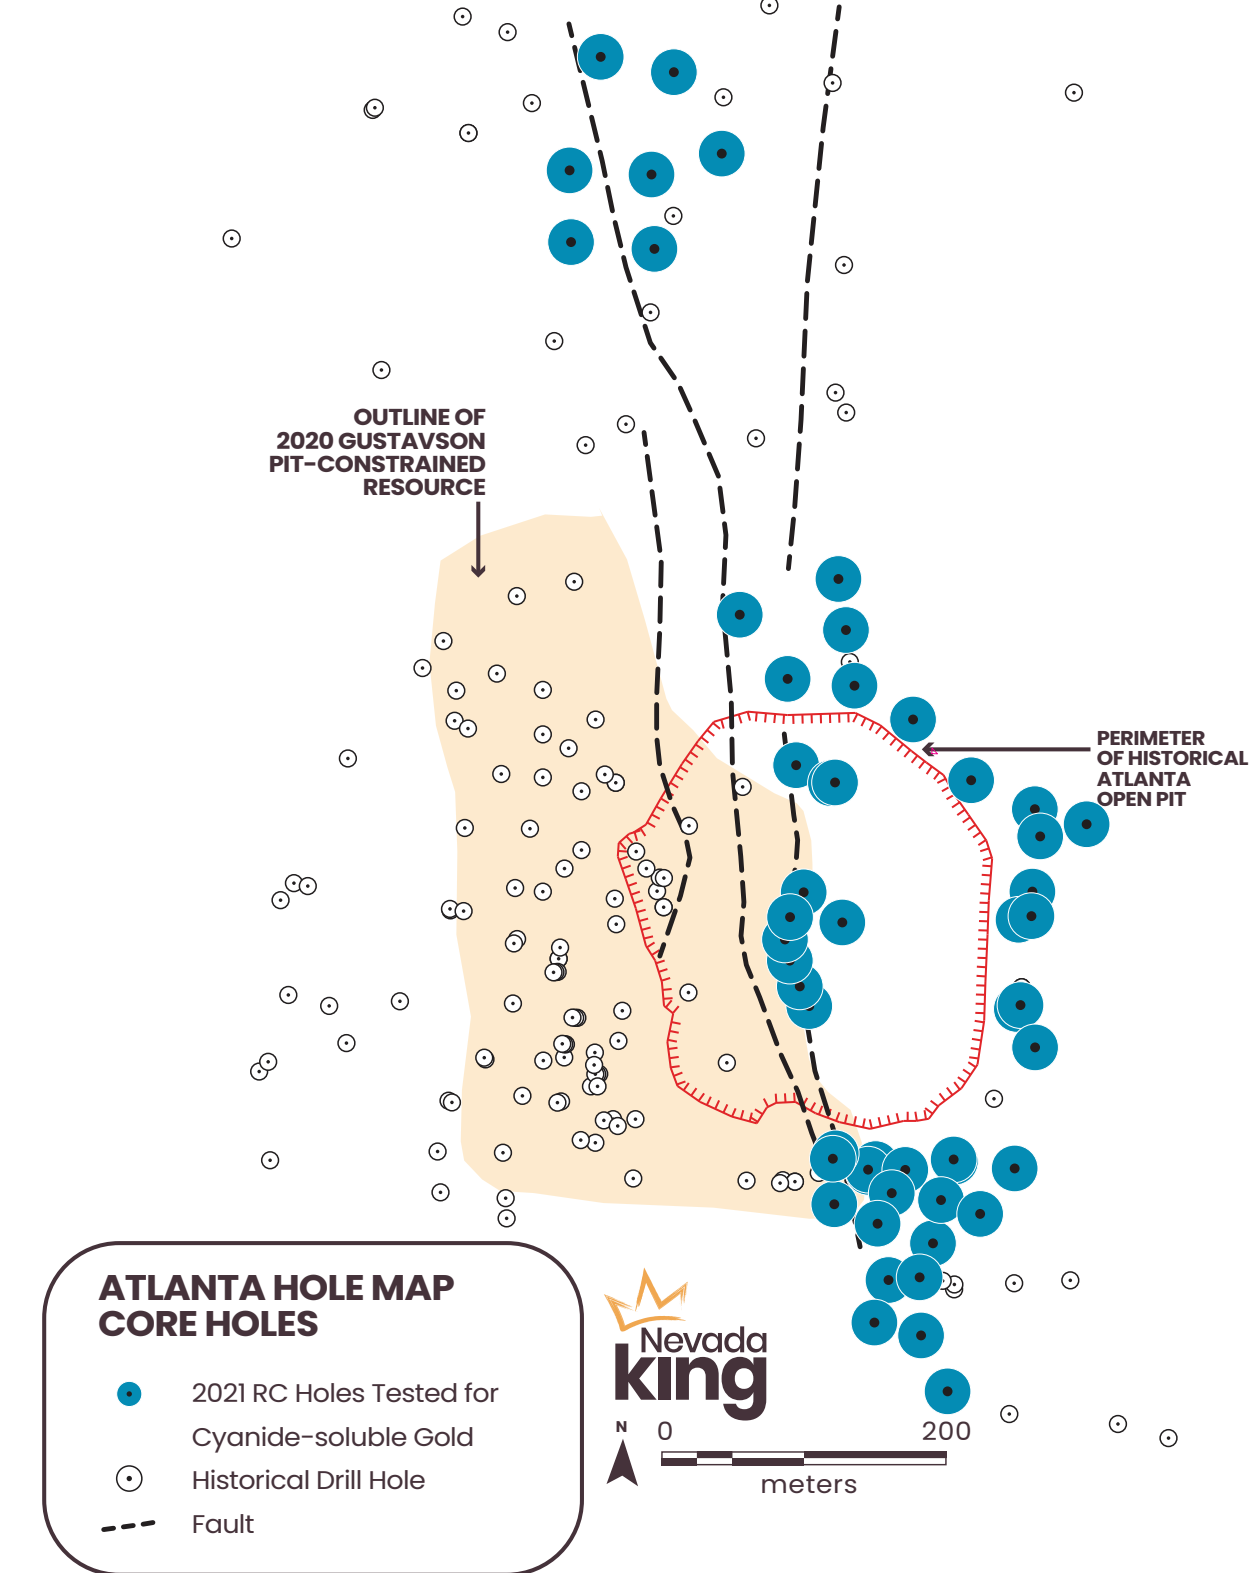 OUTLINE OF
2020 GUSTAVSON
PIT-CONSTRAINED
RESOURCE
PERIMETER
OF HISTORICAL
ATLANTA
OPEN PIT
ATLANTA HOLE MAP
CORE HOLES
2021 RC Holes Tested for
Cyanide-soluble Gold
Historical Drill Hole
Fault
Nevada
king
N
0 200
meters